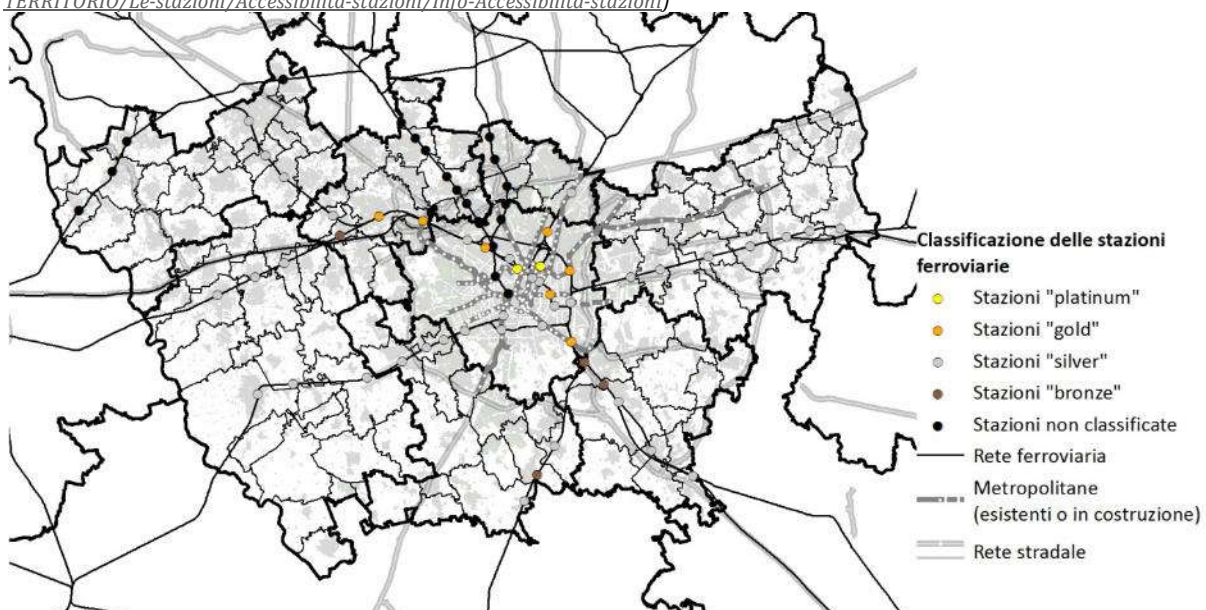 TERRITORIO/Le-stazioni/Accessibilita-stazioni/Info-Accessibilita-stazioni)
Classificazione delle stazioni
ferroviarie
Stazioni "platinum"
Stazioni "gold"
Stazioni "silver"
Stazioni "bronze"
Stazioni non classificate
Rete ferroviaria
Metropolitane
(esistenti o in costruzione)
Rete stradale